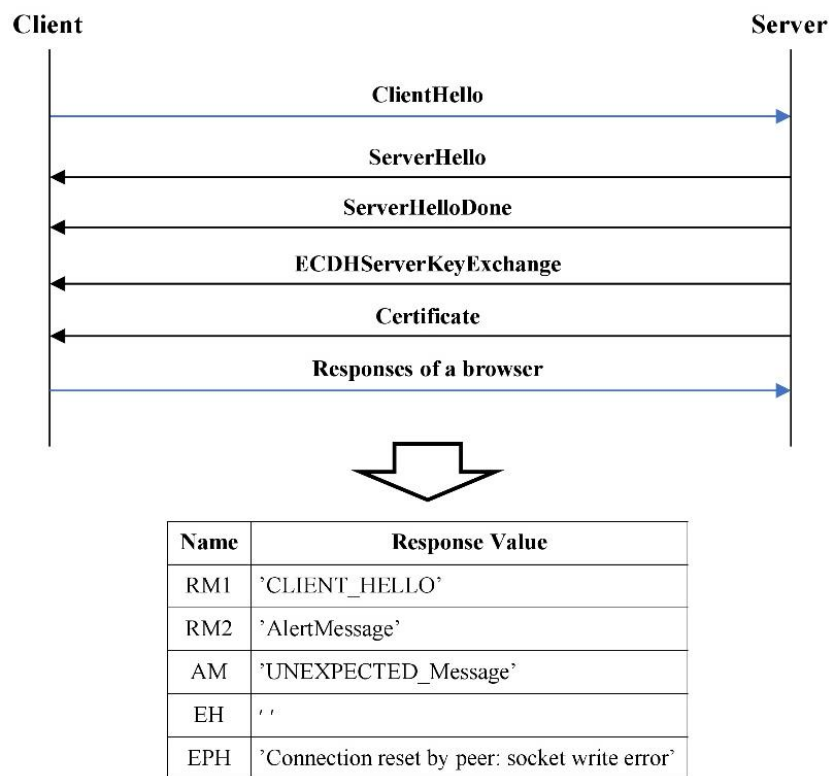 Client Server
ClientHello
ServerHello
ServerHelloDone
ECDHServerKeyExchange
Certificate
Responses of a browser
Name Response Value
RM1 ’CLIENT_HELLO’
RM2 ’AlertMessage’
AM ’UNEXPECTED_Message’
EH ' '
EPH ’Connection reset by peer: socket write error’